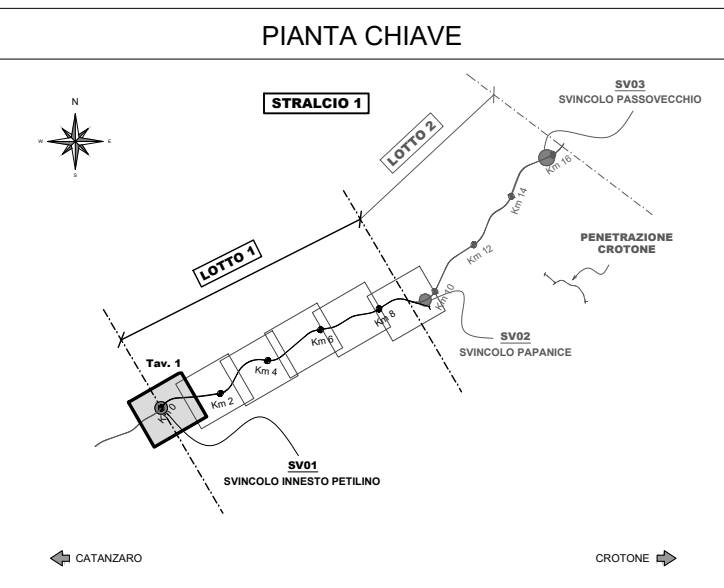 PIANTA CHIAVE
SV03
SVINCOLO PASSOVECCHIO
STRALCIO 1
N
W
E
S
LOTTO 2
Km 16
Km 14
LOTTO 1
PENETRAZIONE
CROTONE
Km 12
Km 10
Km 8
SV02
SVINCOLO PAPANICE
Km 6
Tav. 1
Km 4
Km 2
Km 0
SV01
SVINCOLO INNESTO PETILINO
CATANZARO
CROTONE